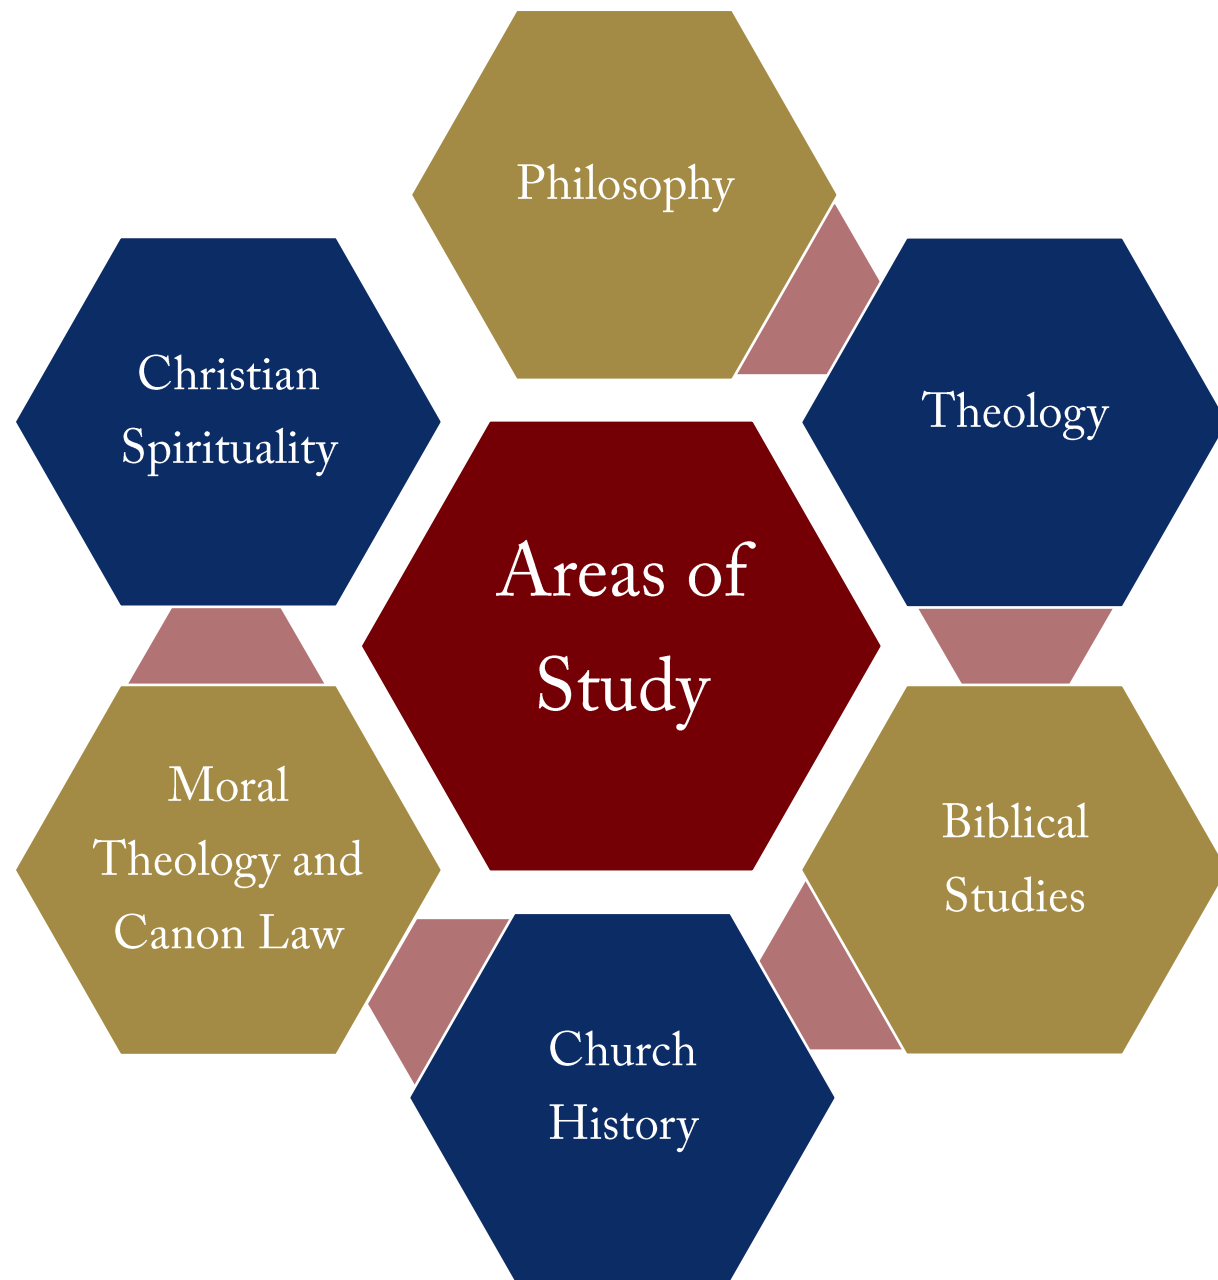 Philosophy
Theology
Biblical
Studies
Church
History
Moral
Theology and
Canon Law
Christian
Spirituality
Areas of
Study